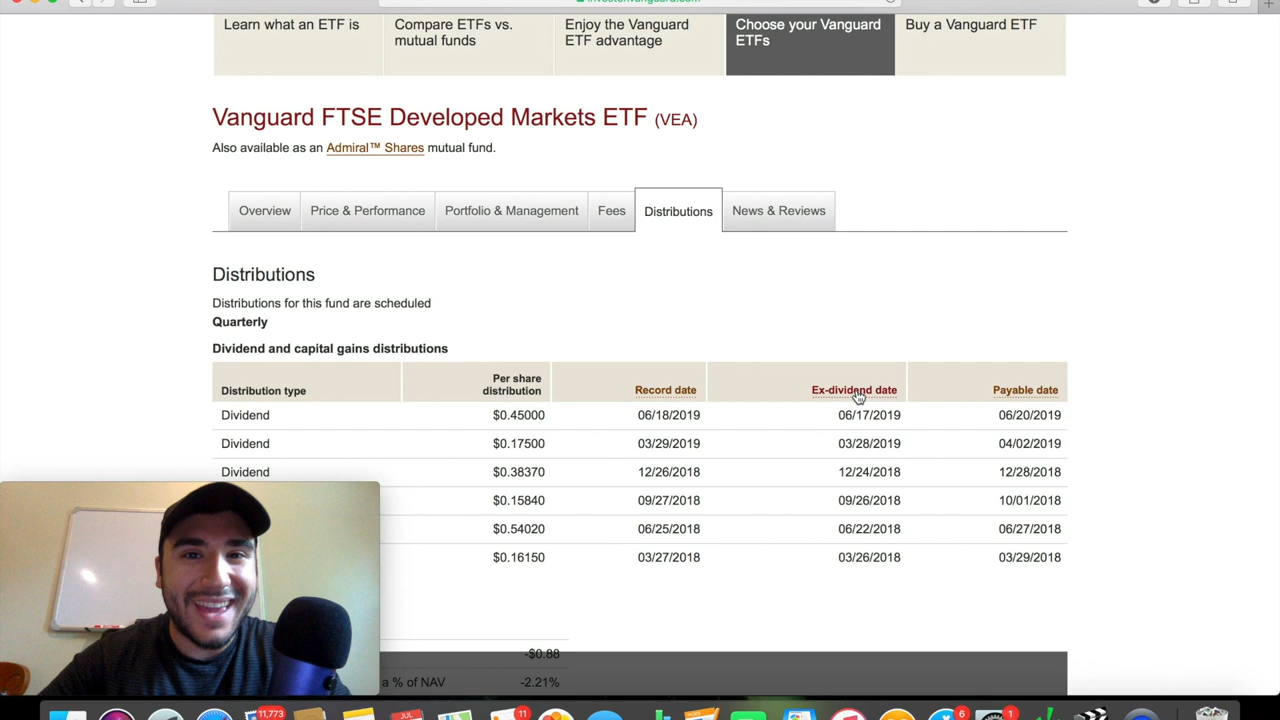 Learn what an ETF is
Compare ETFs vs.
mutual funds
Enjoy the Vanguard
ETF advantage
Choose your Vanguard
ETFs
Buy a Vanguard ETF
Vanguard FTSE Developed Markets ETF (VEA)
Also available as an Admiral™ Shares mutual fund.
Overview Price & Performance Portfolio & Management Fees Distributions News & Reviews
Distributions
Distributions for this fund are scheduled
Quarterly
Dividend and capital gains distributions
Distribution type Per share distribution Record date Ex-dividend date Payable date
Dividend $0.45000 06/18/2019 06/17/2019 06/20/2019
Dividend $0.17500 03/29/2019 03/28/2019 04/02/2019
Dividend $0.38370 12/26/2018 12/24/2018 12/28/2018
$0.15840 09/27/2018 09/26/2018 10/01/2018
$0.54020 06/25/2018 06/22/2018 06/27/2018
$0.16150 03/27/2018 03/26/2018 03/29/2018
-$0.88
a % of NAV -2.21%
11,773 JUL 11 6 1